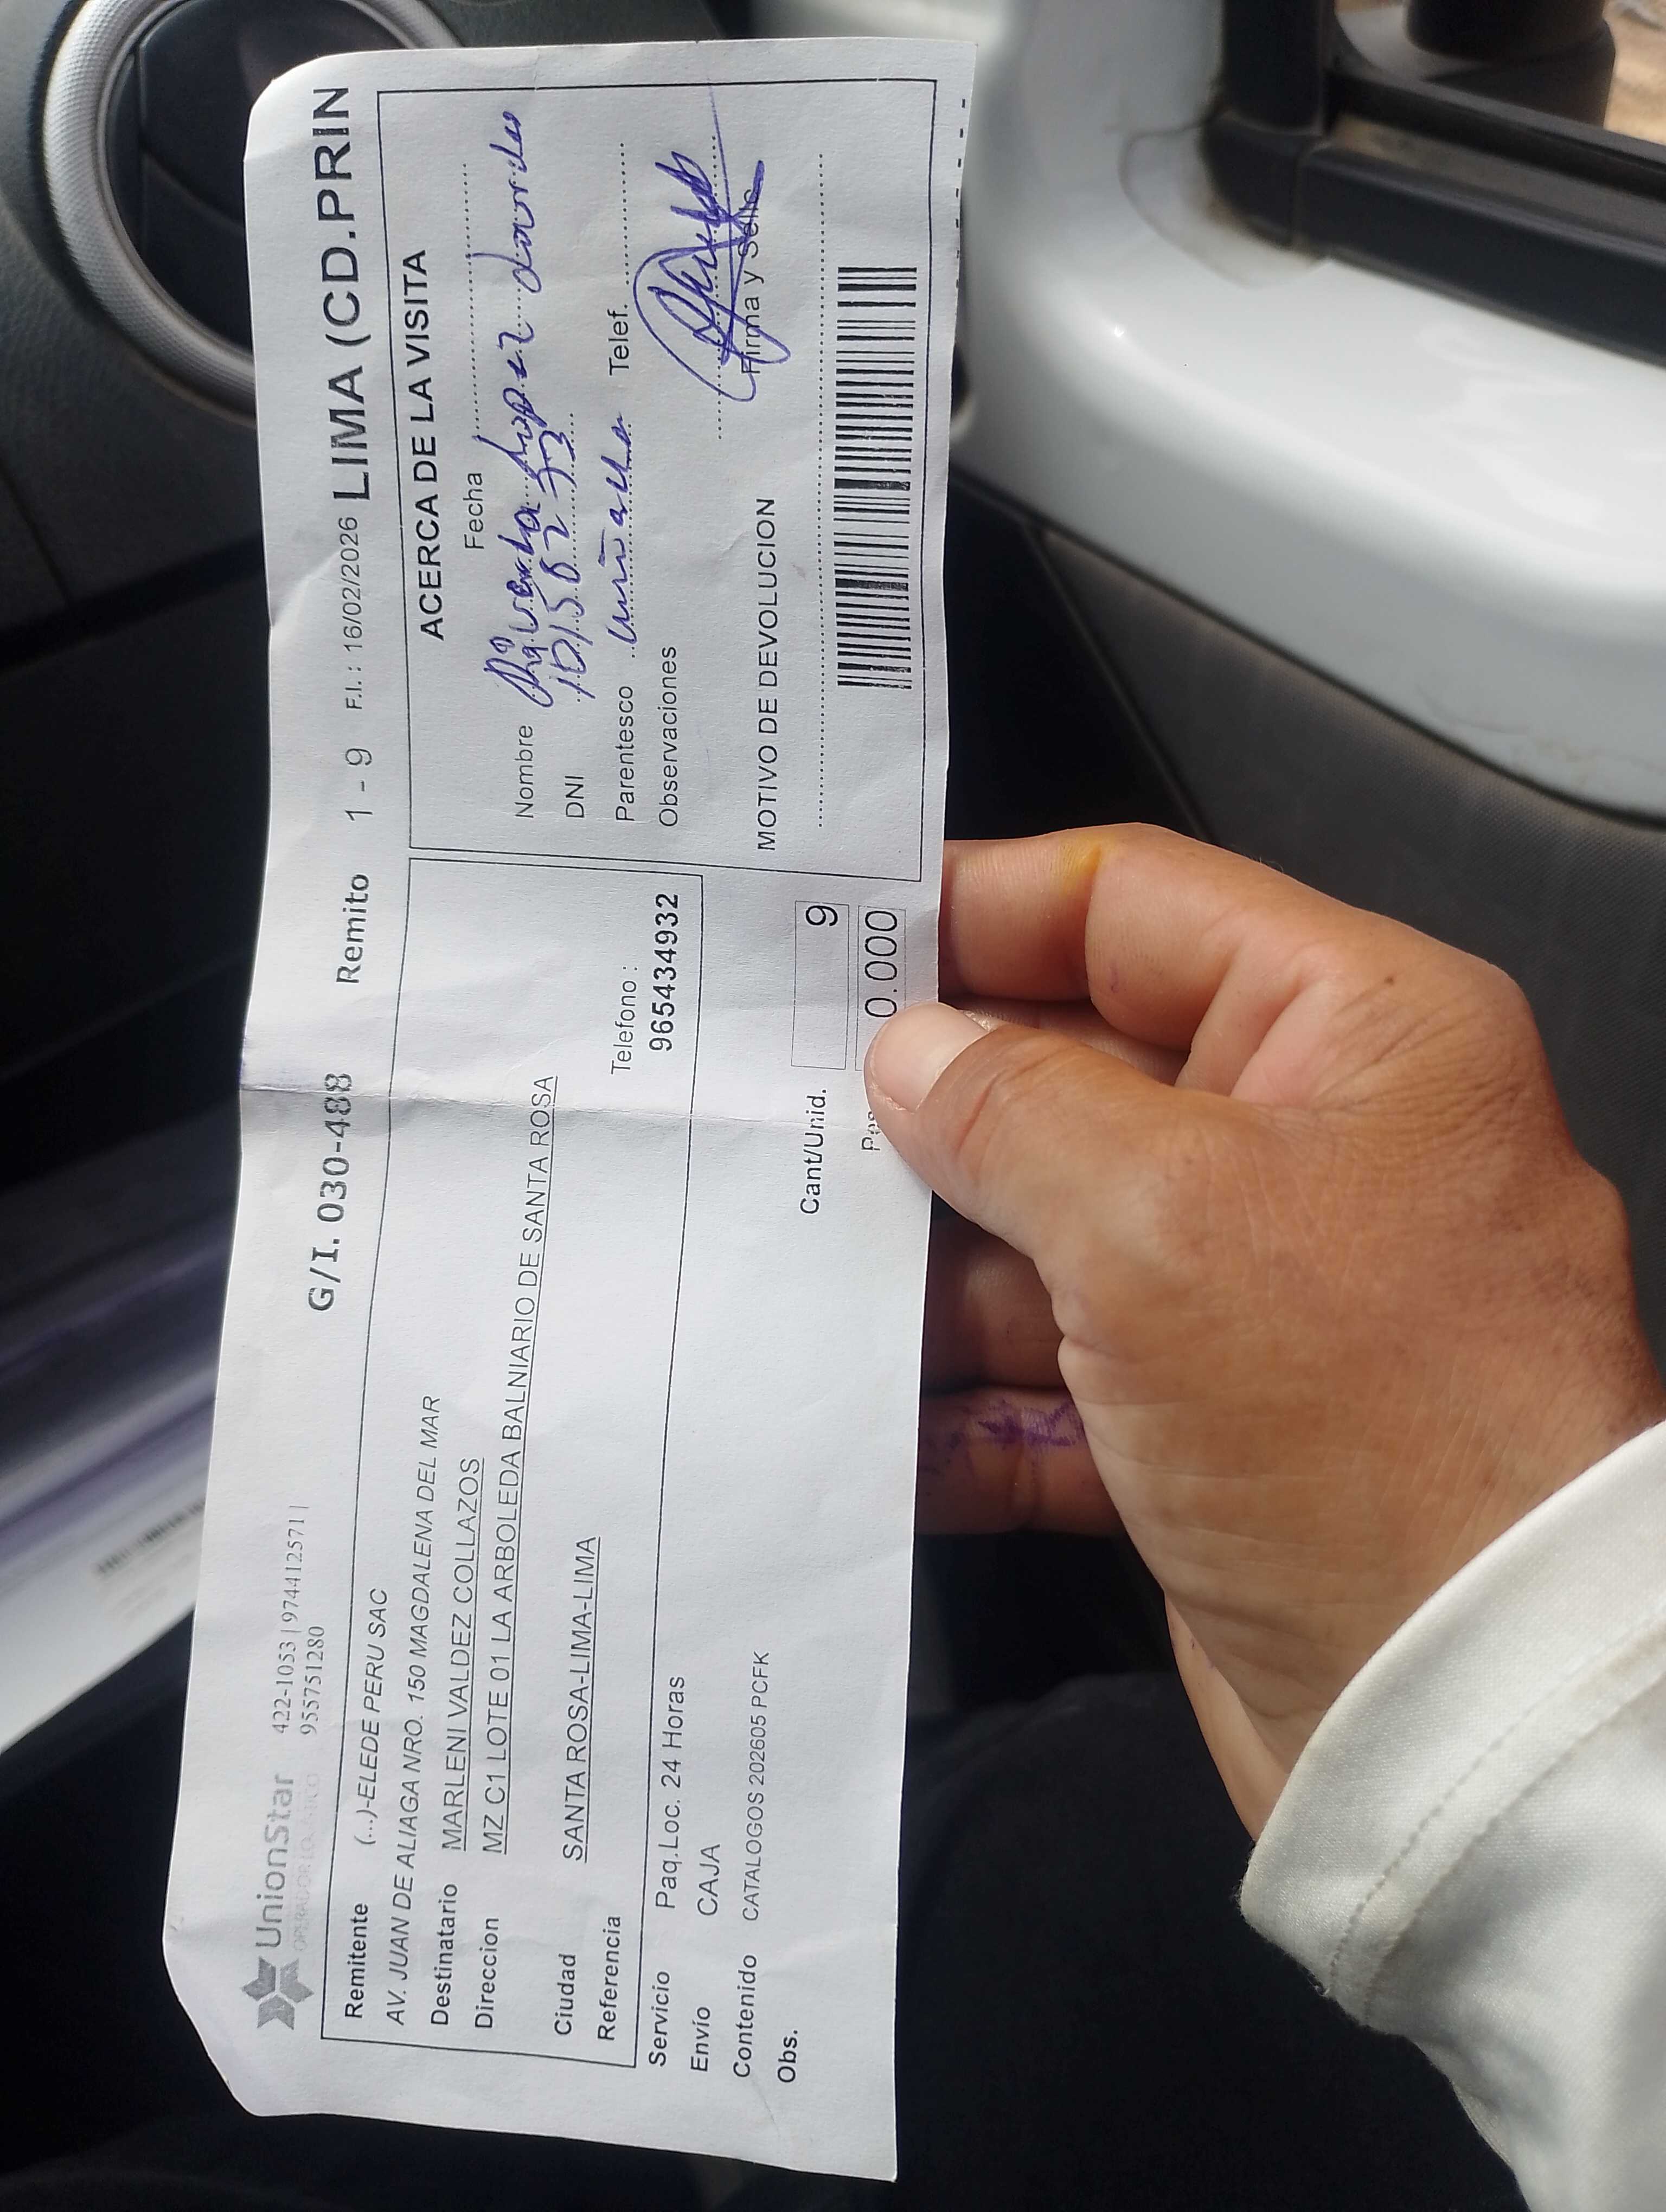 UnionStar
OPERADOR LOGISTICO
422-1053 | 974412571 |
955751280
G/I. 030-488
Remito 1 - 9 F.I.: 16/02/2026 LIMA (CD.PRIN
Remitente (...)-ELEDE PERU SAC
AV. JUAN DE ALIAGA NRO. 150 MAGDALENA DEL MAR
Destinatario MARLENI VALDEZ COLLAZOS
Direccion MZ C1 LOTE 01 LA ARBOLEDA BALNIARIO DE SANTA ROSA
Ciudad SANTA ROSA-LIMA-LIMA
Referencia
Telefono :
965434932
Servicio Paq.Loc. 24 Horas
Envío CAJA
Contenido CATALOGOS 202605 PCFK
Obs.
Cant/Unid. 9
0.000
ACERCA DE LA VISITA
Fecha
Nombre lopez
DNI
Parentesco cuñada Telef.
Observaciones
Firma y Sello
MOTIVO DE DEVOLUCION